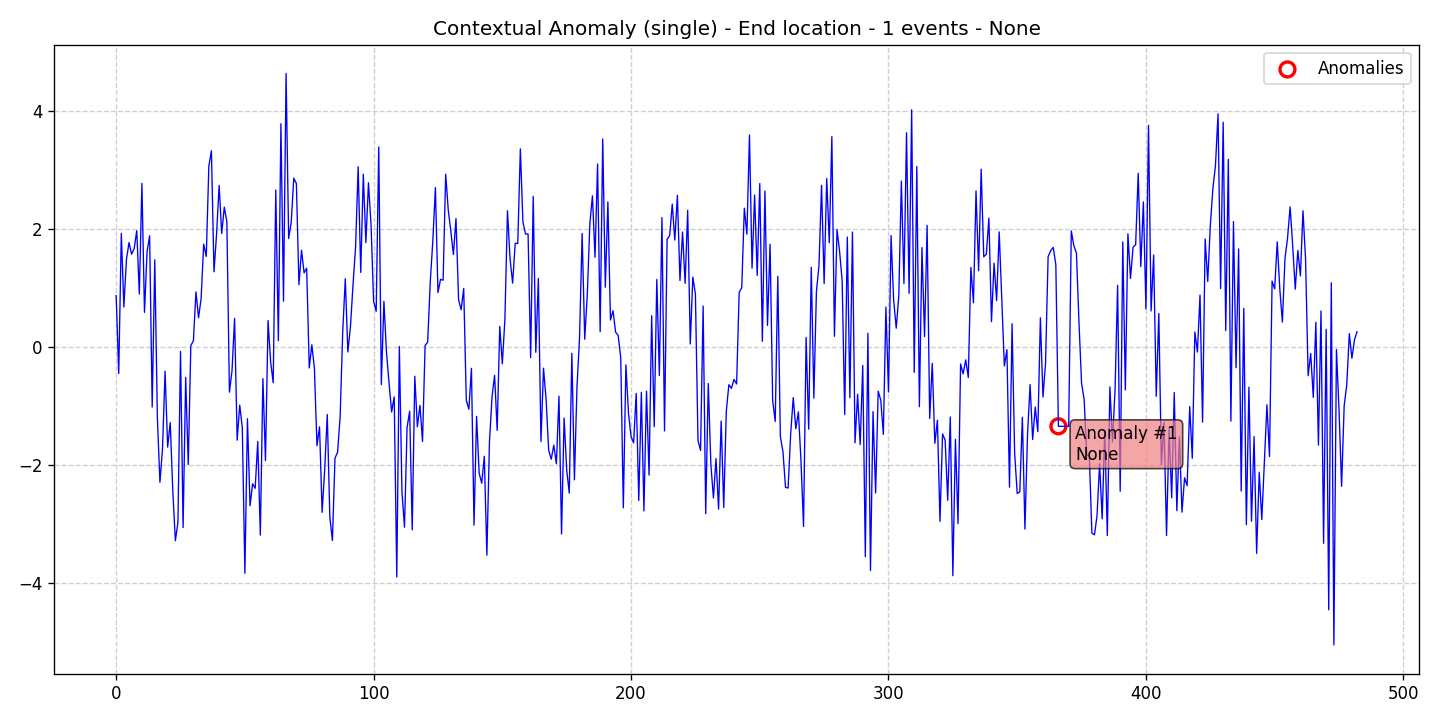 Contextual Anomaly (single) - End location - 1 events - None
Anomalies
4
2
0
−2
−4
Anomaly #1
None
0
100
200
300
400
500